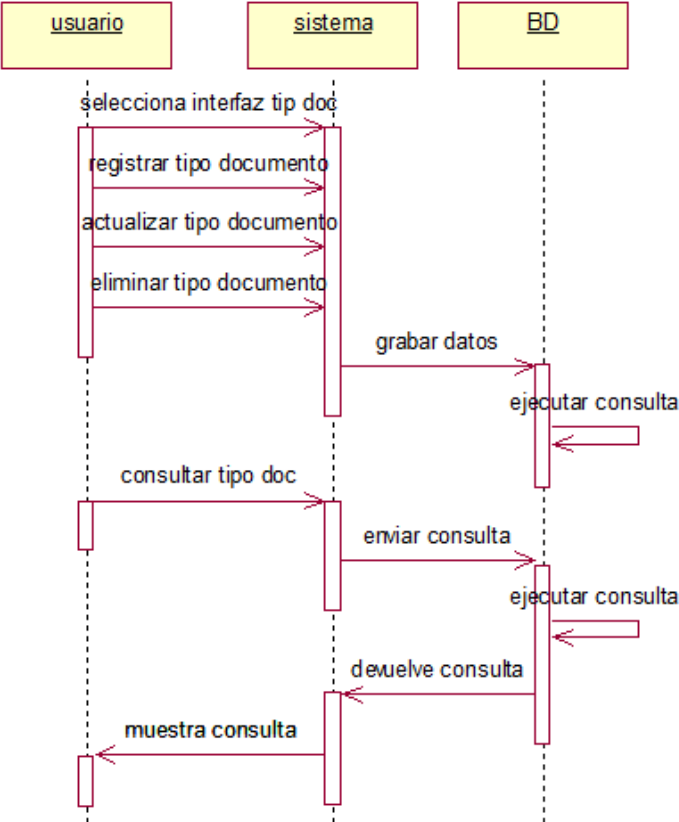 usuario
sistema
BD
selecciona interfaz tip doc
registrar tipo documento
actualizar tipo documento
eliminar tipo documento
grabar datos
ejecutar consulta
consultar tipo doc
enviar consulta
ejecutar consulta
devuelve consulta
muestra consulta